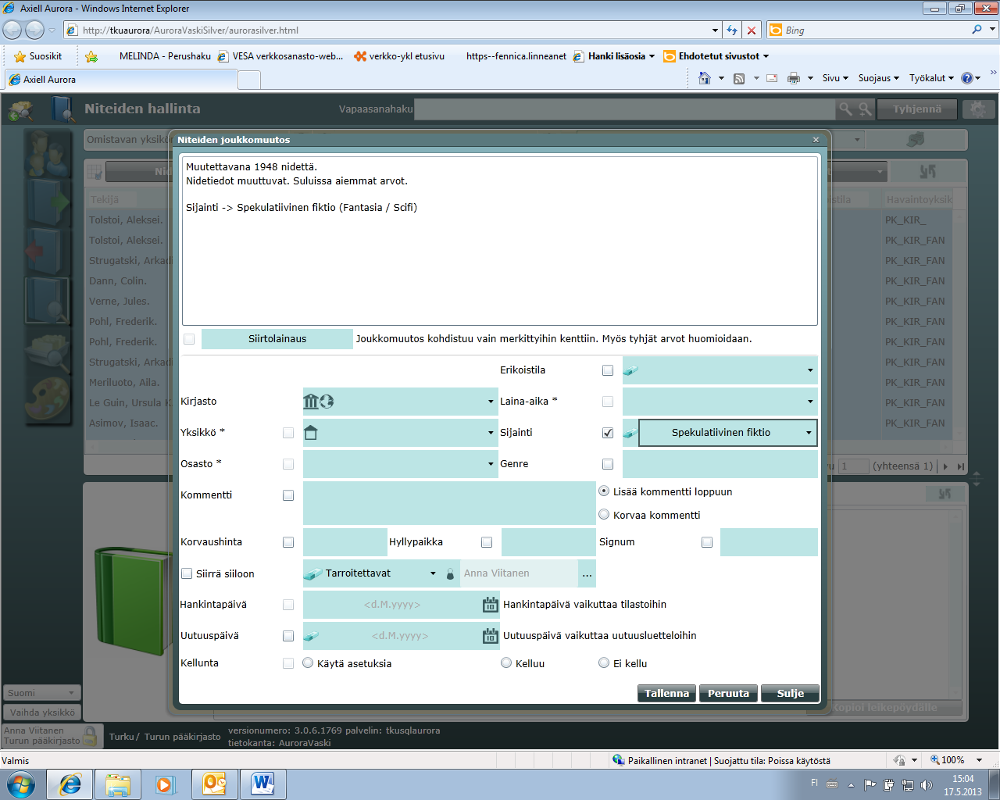 Axiell Aurora - Windows Internet Explorer
http://tkuaurora/AuroraVaskiSilver/aurorasilver.html
Bing
Suosikit
MELINDA - Perushaku
VESA verkkosanasto-web...
verkko-ykl etusivu
https--fennica.linneanet
Hanki lisäosia
Ehdotetut sivustot
Axiell Aurora
Sivu
Suojaus
Työkalut
Niteiden hallinta
Vapaasanahaku
Tyhjennä
Omistavan yksikö
Niteiden joukkomuutos
Nid
Tekijä
Tolstoi, Aleksei.
Tolstoi, Aleksei.
Strugatski, Arkadi
Dann, Colin.
Verne, Jules.
Pohl, Frederik.
Pohl, Frederik.
Strugatski, Arkadi
Meriluoto, Aila.
Le Guin, Ursula K
Asimov, Isaac.
istila
Havaintoyksik
PK_KIR_
PK_KIR_FAN
PK_KIR_FAN
PK_KIR_FAN
PK_KIR_FAN
PK_KIR_FAN
PK_KIR_FAN
PK_KIR_FAN
PK_KIR_FAN
PK_KIR_FAN
PK_KIR_FAN
vu 1 (yhteensä 1)
Muutettavana 1948 nidettä.
Nidetiedot muuttuvat. Suluissa aiemmat arvot.
Sijainti -> Spekulatiivinen fiktio (Fantasia / Scifi)
Siirtolainaus
Joukkomuutos kohdistuu vain merkittyihin kenttiin. Myös tyhjät arvot huomioidaan.
Erikoistila
Kirjasto
Laina-aika *
Yksikkö *
Sijainti
Spekulatiivinen fiktio
Osasto *
Genre
Kommentti
Lisää kommentti loppuun
Korvaa kommentti
Korvaushinta
Hyllypaikka
Signum
Siirrä siiloon
Tarroitettavat
Anna Viitanen
...
Hankintapäivä
<d.M.yyyy>
10
Hankintapäivä vaikuttaa tilastoihin
Uutuuspäivä
<d.M.yyyy>
10
Uutuuspäivä vaikuttaa uutuusluetteloihin
Kellunta
Käytä asetuksia
Kelluu
Ei kellu
Tallenna
Peruuta
Sulje
Suomi
Vaihda yksikkö
Kopioi leikepöydälle
Anna Viitanen
Turun pääkirjasto
Turku / Turun pääkirjasto
versionumero: 3.0.6.1769 palvelin: tkusqlaurora
tietokanta: AuroraVaski
Valmis
Paikallinen intranet | Suojattu tila: Poissa käytöstä
100%
FI
15:04
17.5.2013